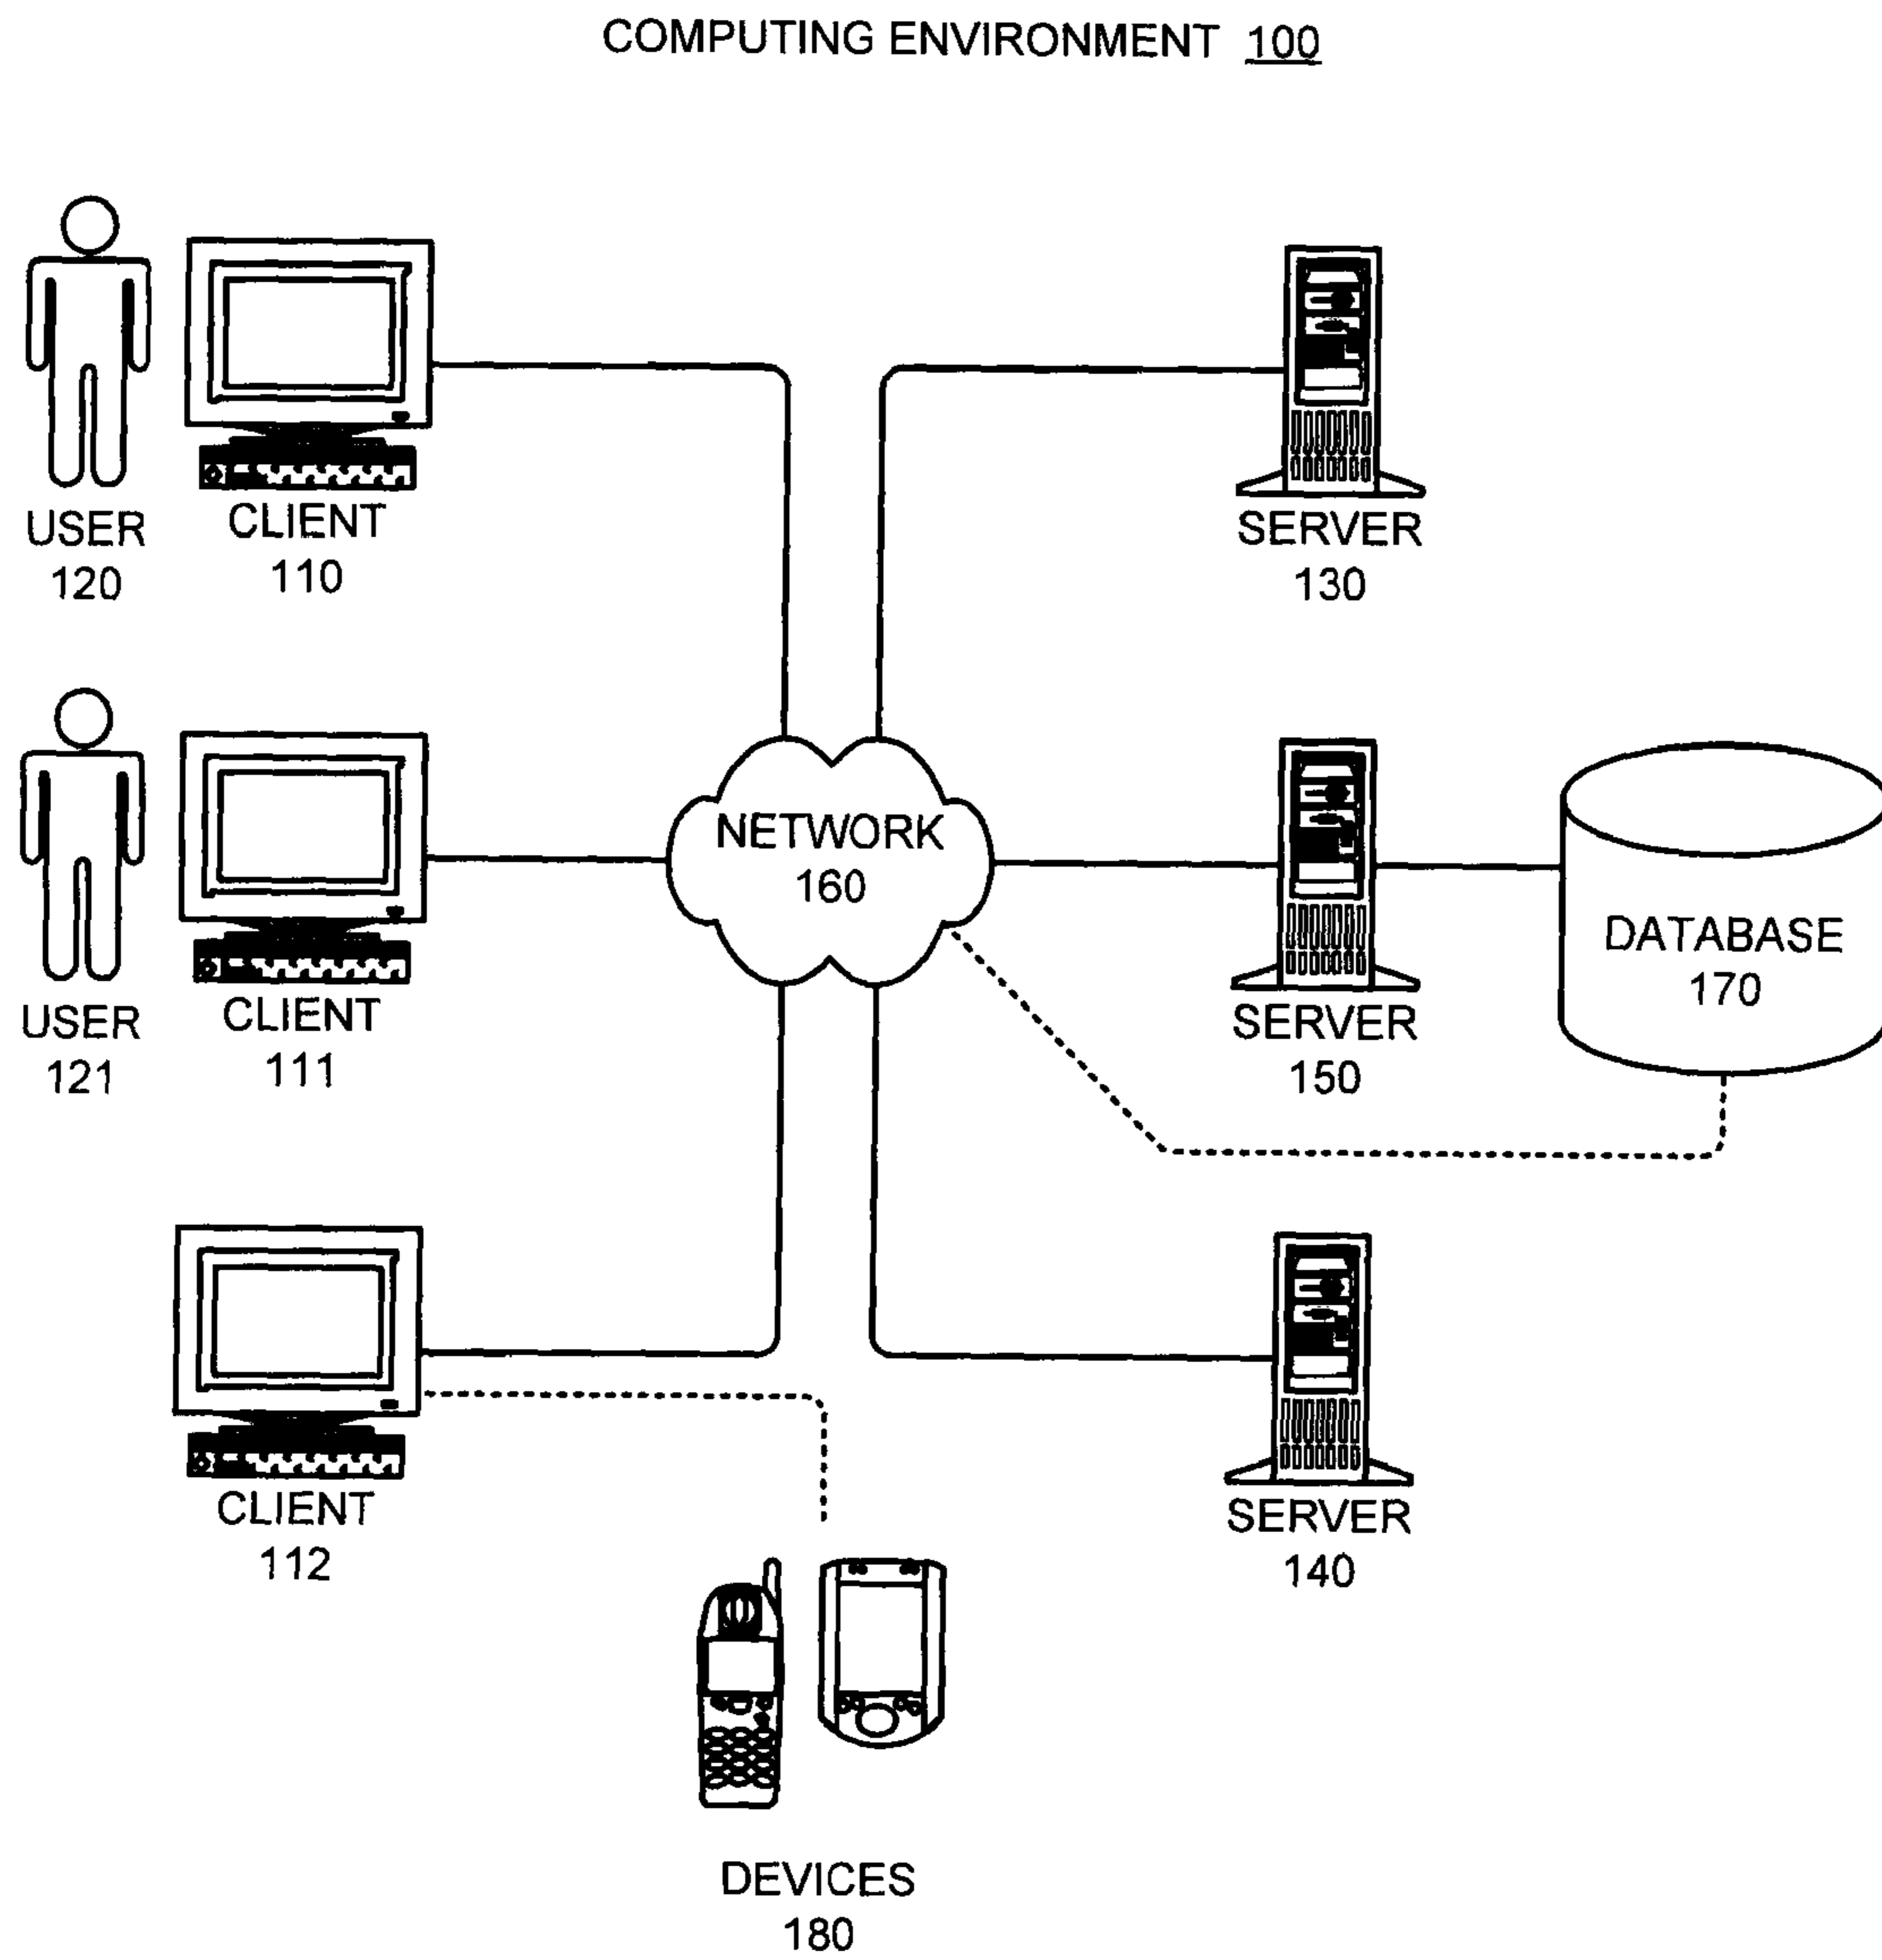 COMPUTING ENVIRONMENT 100
USER
120
CLIENT
110
SERVER
130
USER
121
CLIENT
111
NETWORK
160
SERVER
150
DATABASE
170
CLIENT
112
SERVER
140
DEVICES
180